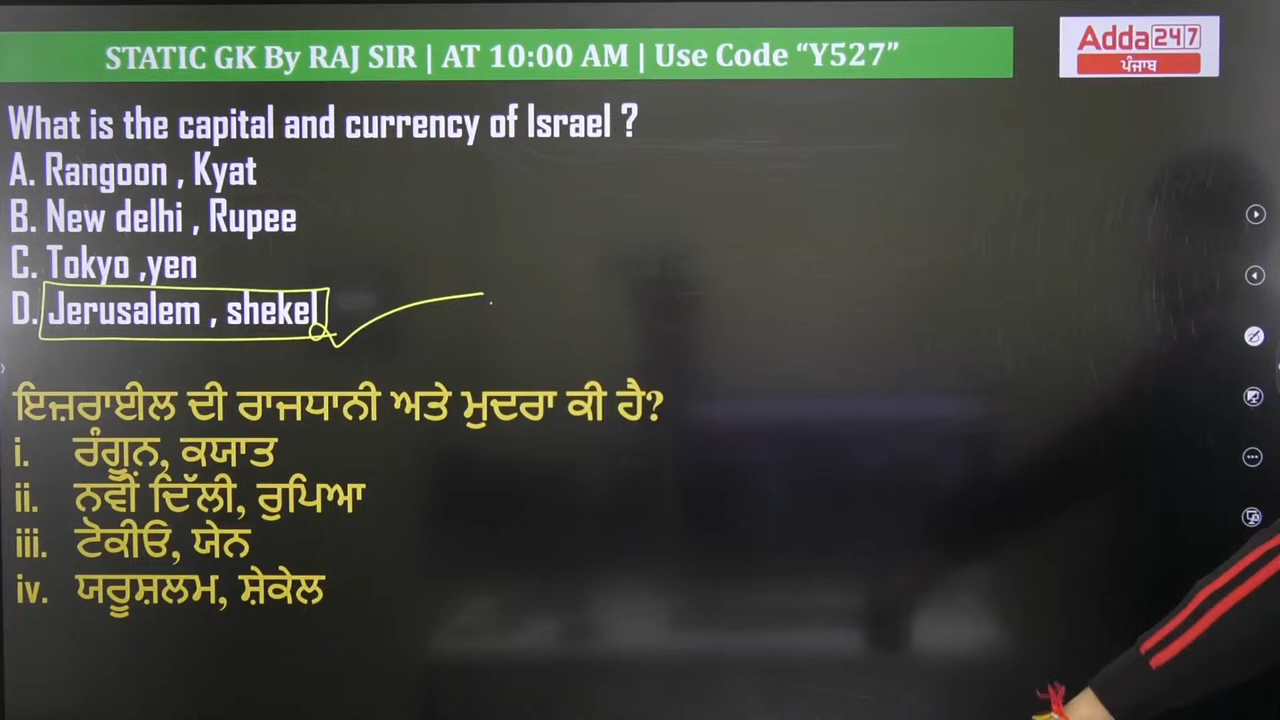 STATIC GK By RAJ SIR | AT 10:00 AM | Use Code “Y527”
Adda247
ਪੰਜਾਬ
What is the capital and currency of Israel ?
A. Rangoon , Kyat
B. New delhi , Rupee
C. Tokyo ,yen
D. Jerusalem , shekel
ਇਜ਼ਰਾਈਲ ਦੀ ਰਾਜਧਾਨੀ ਅਤੇ ਮੁਦਰਾ ਕੀ ਹੈ?
i. ਰੰਗੂਨ, ਕਯਾਤ
ii. ਨਵੀਂ ਦਿੱਲੀ, ਰੁਪਿਆ
iii. ਟੋਕੀਓ, ਯੇਨ
iv. ਯਰੂਸ਼ਲਮ, ਸ਼ੇਕੇਲ